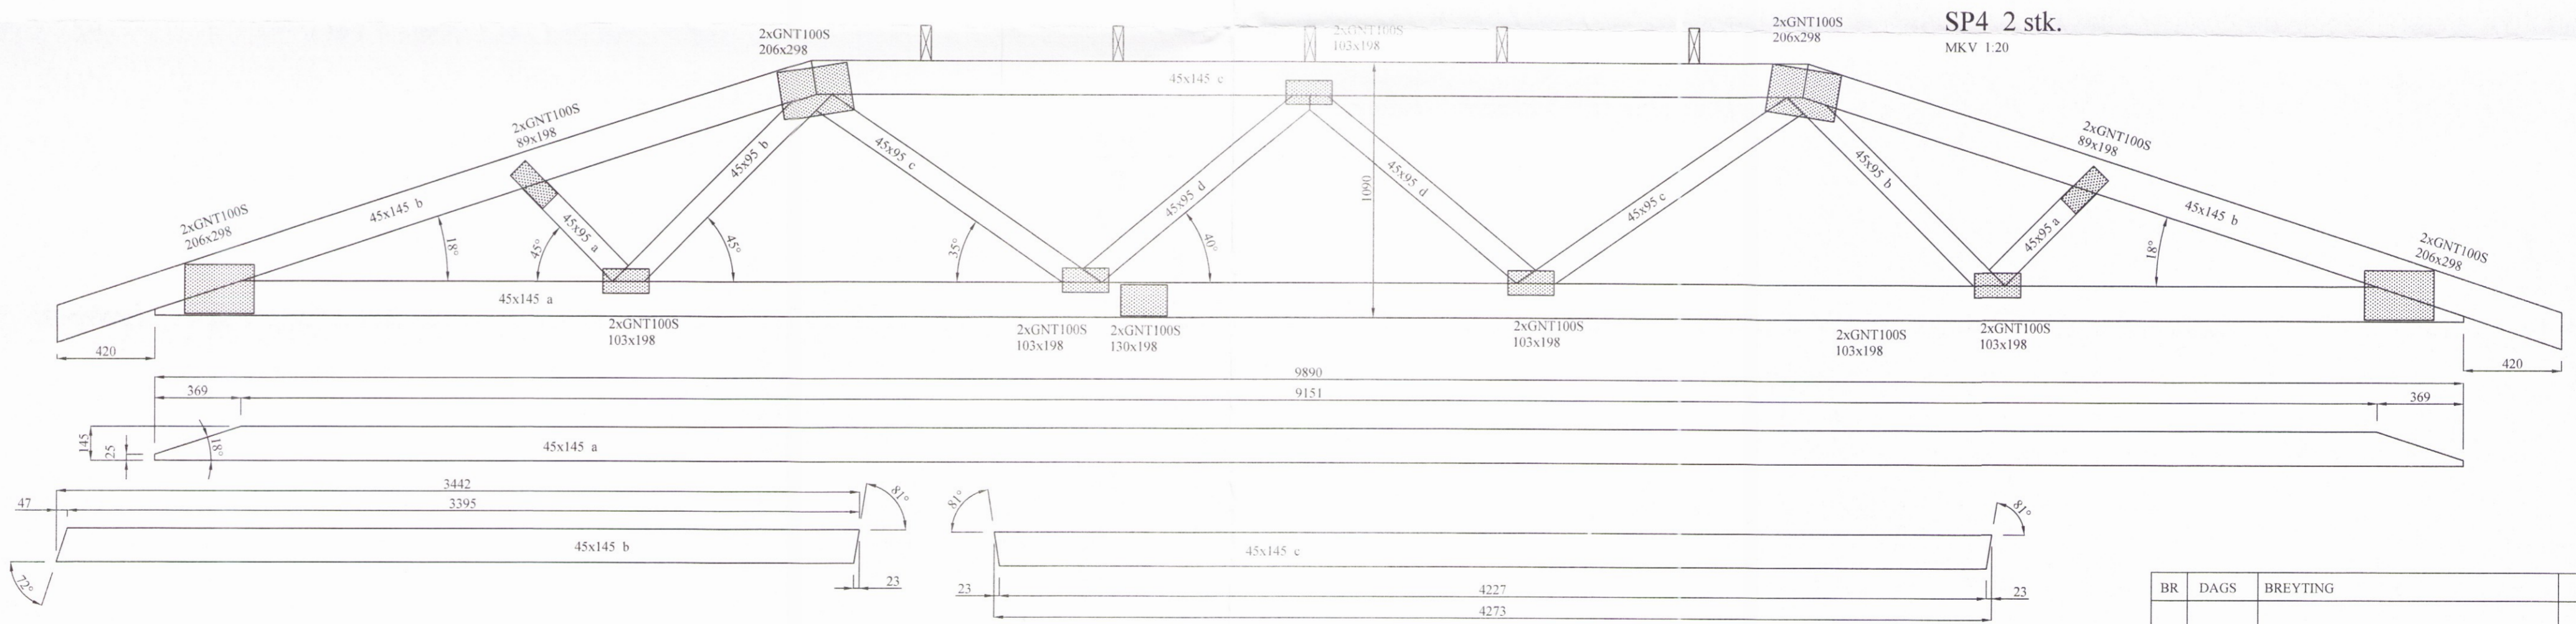 SP4 2 stk.
MKV 1:20
2xGNT100S
206x298
2xGNT100S
103x198
2xGNT100S
206x298
45x145 c
2xGNT100S
89x198
2xGNT100S
89x198
45x95 b
45x95 c
45x95 d
45x95 d
45x95 c
45x95 b
1090
2xGNT100S
206x298
45x145 b
18°
45°
45x95 a
45°
35°
40°
45x95 a
18°
45x145 b
2xGNT100S
206x298
45x145 a
2xGNT100S
103x198
2xGNT100S
103x198
2xGNT100S
130x198
2xGNT100S
103x198
2xGNT100S
103x198
2xGNT100S
103x198
420
420
9890
369
9151
369
145
25
18°
45x145 a
3442
47
3395
81°
45x145 b
72°
23
81°
81°
45x145 c
23
4227
23
4273
BR DAGS BREYTING